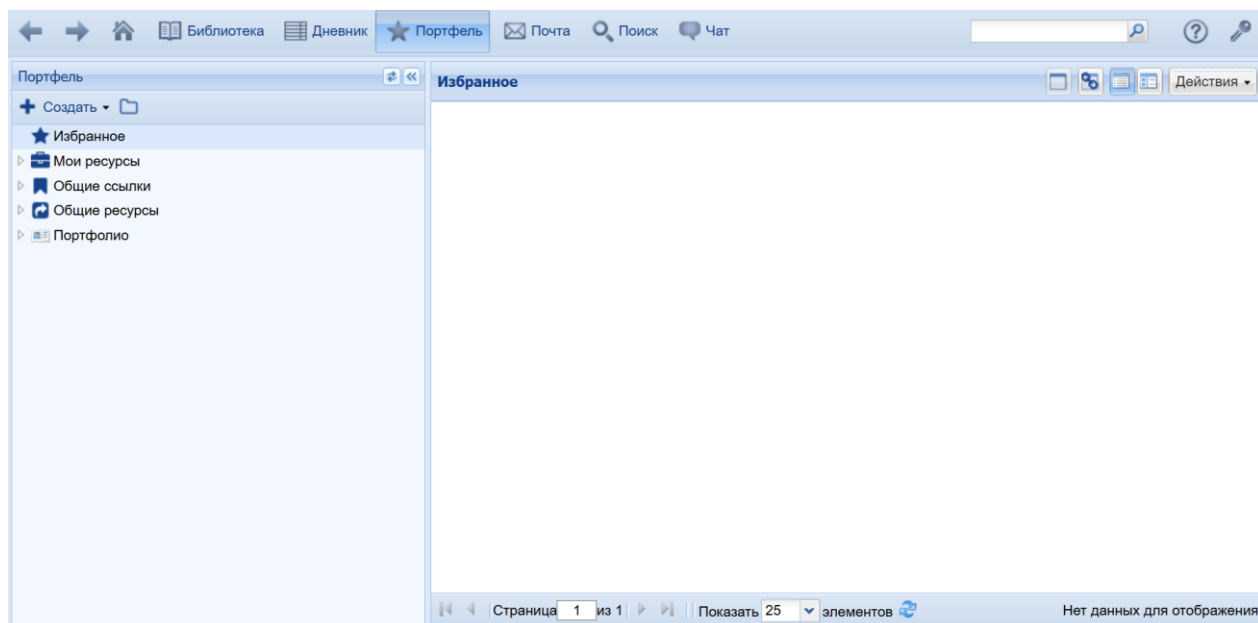 Библиотека Дневник Портфель Почта Поиск Чат
Портфель
Избранное
Действия
Создать
Избранное
Мои ресурсы
Общие ссылки
Общие ресурсы
Портфолио
Страница 1 из 1 Показать 25 элементов Нет данных для отображения